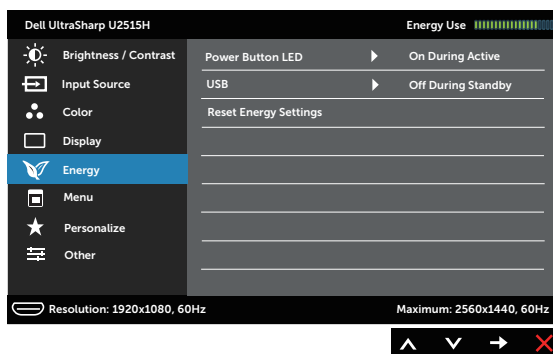 Dell UltraSharp U2515H Energy Use
Brightness / Contrast
Input Source
Color
Display
Energy
Menu
Personalize
Other
Power Button LED On During Active
USB Off During Standby
Reset Energy Settings
Resolution: 1920x1080, 60Hz Maximum: 2560x1440, 60Hz